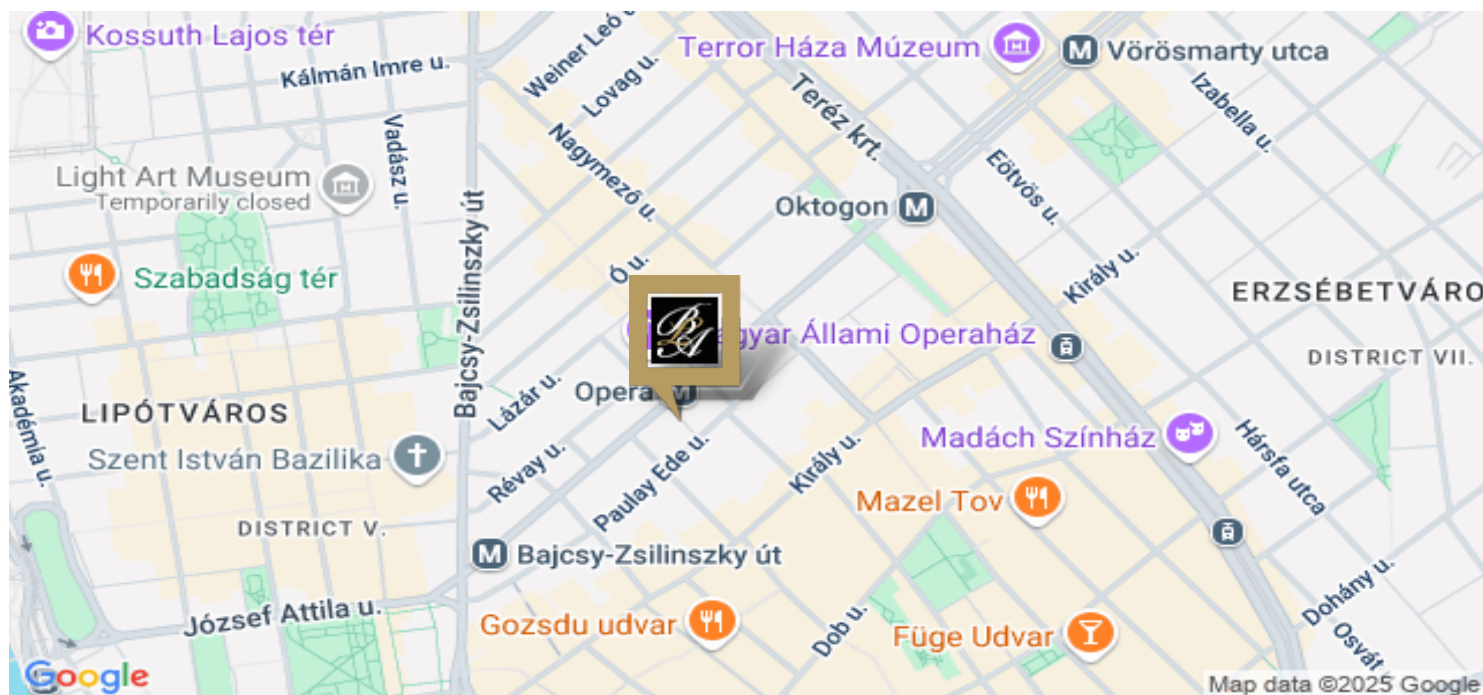 Kossuth Lajos tér
Kálmán Imre u.
Weiner Leó u.
Lovag u.
Terror Háza Múzeum
M
Vörösmarty utca
Teréz krt.
Izabella u.
Nagymező u.
Vadász u.
Light Art Museum
Temporarily closed
Bajcsy-Zsilinszky út
Oktogon
M
Eötvös u.
Szabadság tér
Ó u.
Király u.
ERZSÉBETVÁRO
DISTRICT VII.
B
A
agyar Állami Operaház
Akadémia u.
LIPÓTVÁROS
Lázár u.
Opera
M
Szent István Bazilika
Révay u.
Paulay Ede u.
Király u.
Madách Színház
Hársfa utca
Mazel Tov
DISTRICT V.
M
Bajcsy-Zsilinszky út
József Attila u.
Gozsdu udvar
Dob u.
Füge Udvar
Dohány u.
Osvát
Google
Map data ©2025 Google